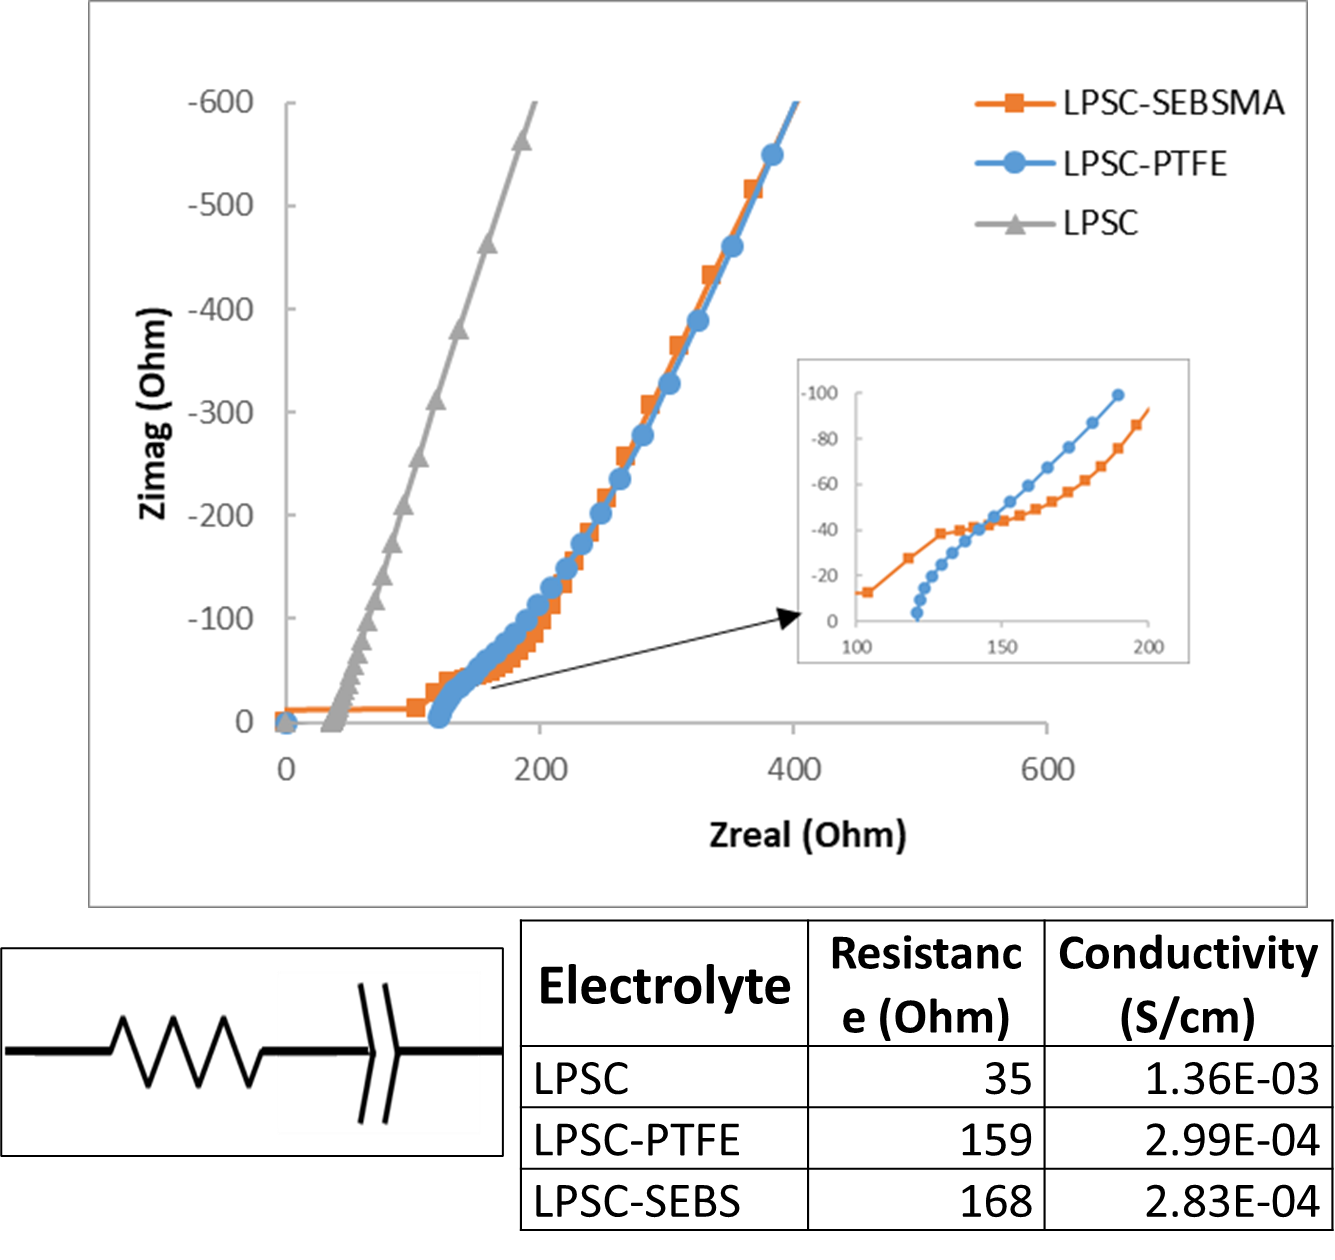 -600
-500
-400
-300
-200
-100
0
0 200 400 600
Zimag (Ohm)
Zreal (Ohm)
LPSC-SEBSMA
LPSC-PTFE
LPSC
-100
-80
-60
-40
-20
0
100 150 200
Electrolyte
Resistanc
e (Ohm)
Conductivity
(S/cm)
LPSC 35 1.36E-03
LPSC-PTFE 159 2.99E-04
LPSC-SEBS 168 2.83E-04